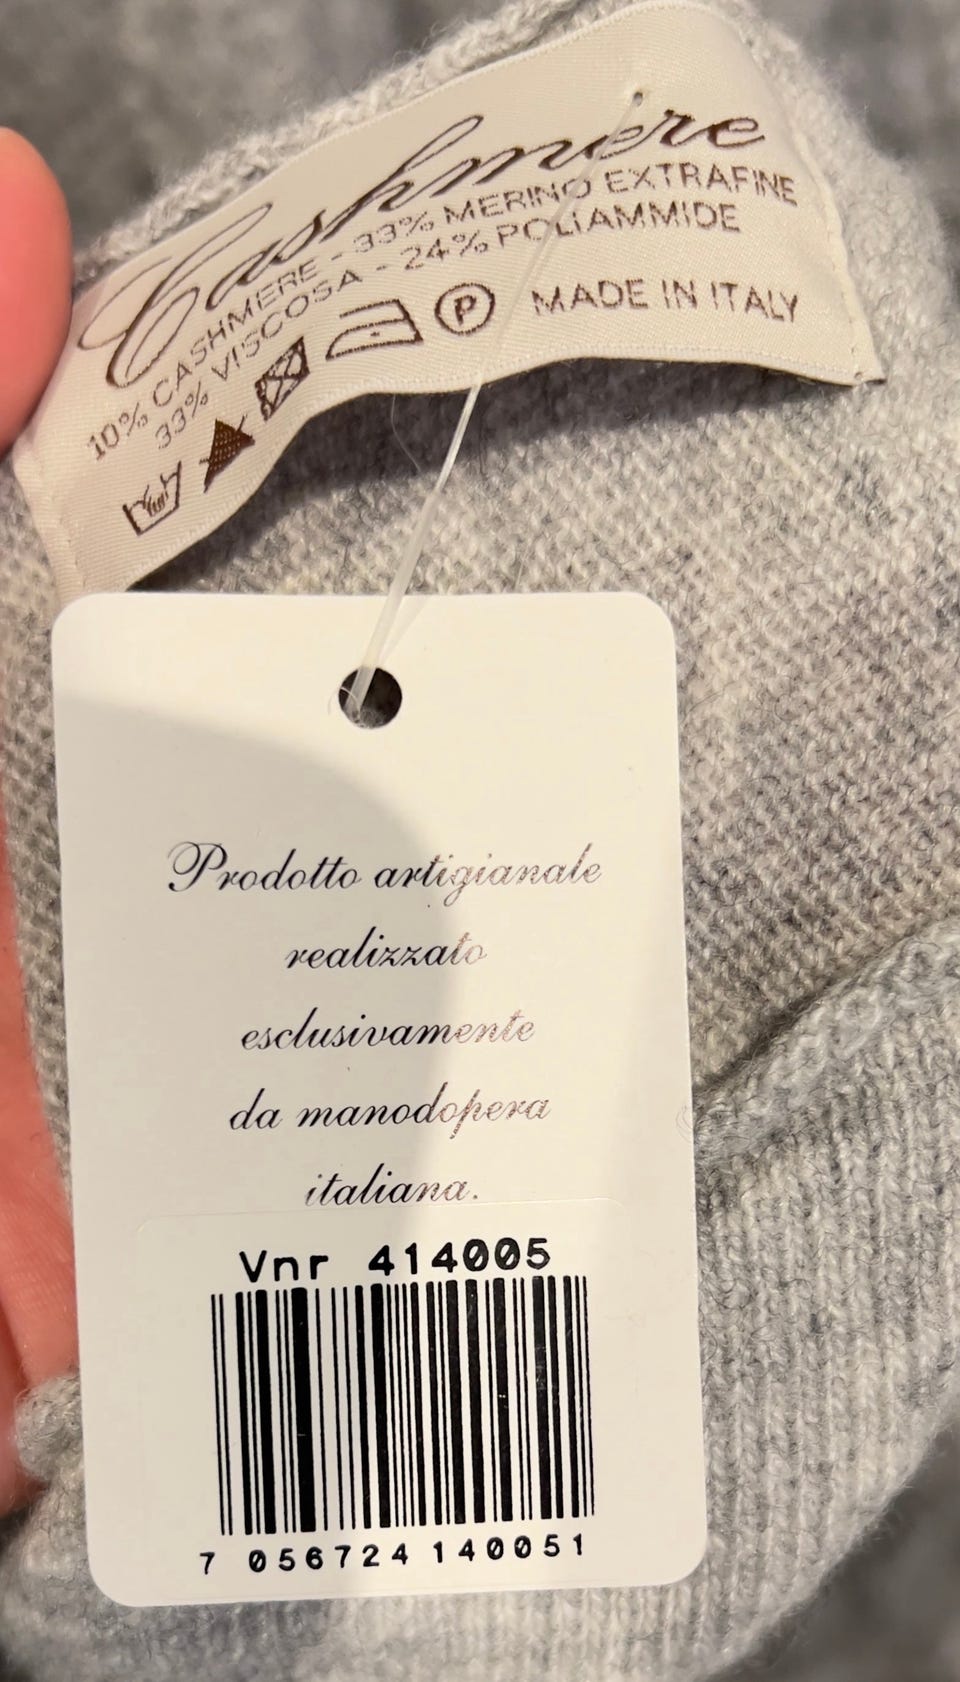 Cashmere
10% CASHMERE - 33% MERINO EXTRAFINE
33% VISCOSA - 24% POLIAMMIDE
P MADE IN ITALY
Prodotto artigianale
realizzato
esclusivamente
da manodopera
italiana.
Vnr 414005
7 056724 140051